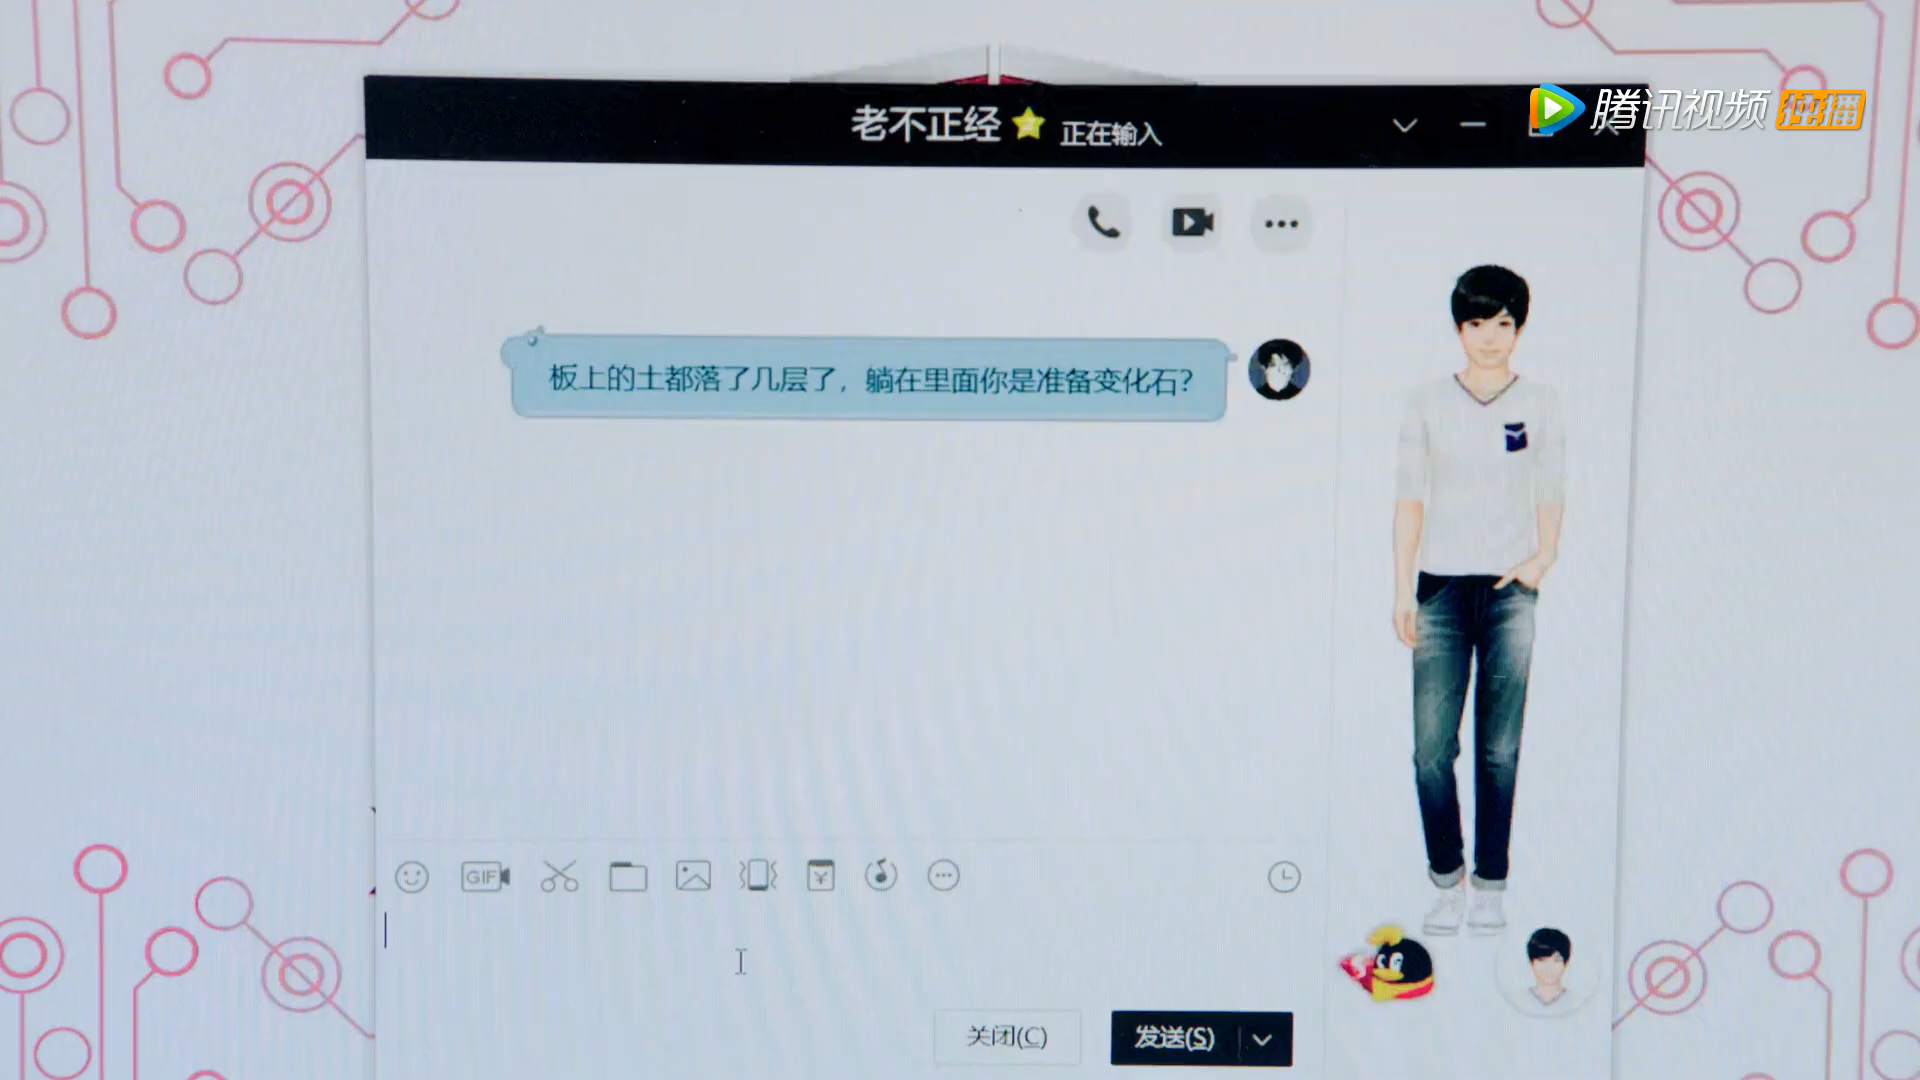 老不正经 正在输入
腾讯视频 独播
板上的土都落了几层了，躺在里面你是准备变化石？
GIF
关闭(C)
发送(S)